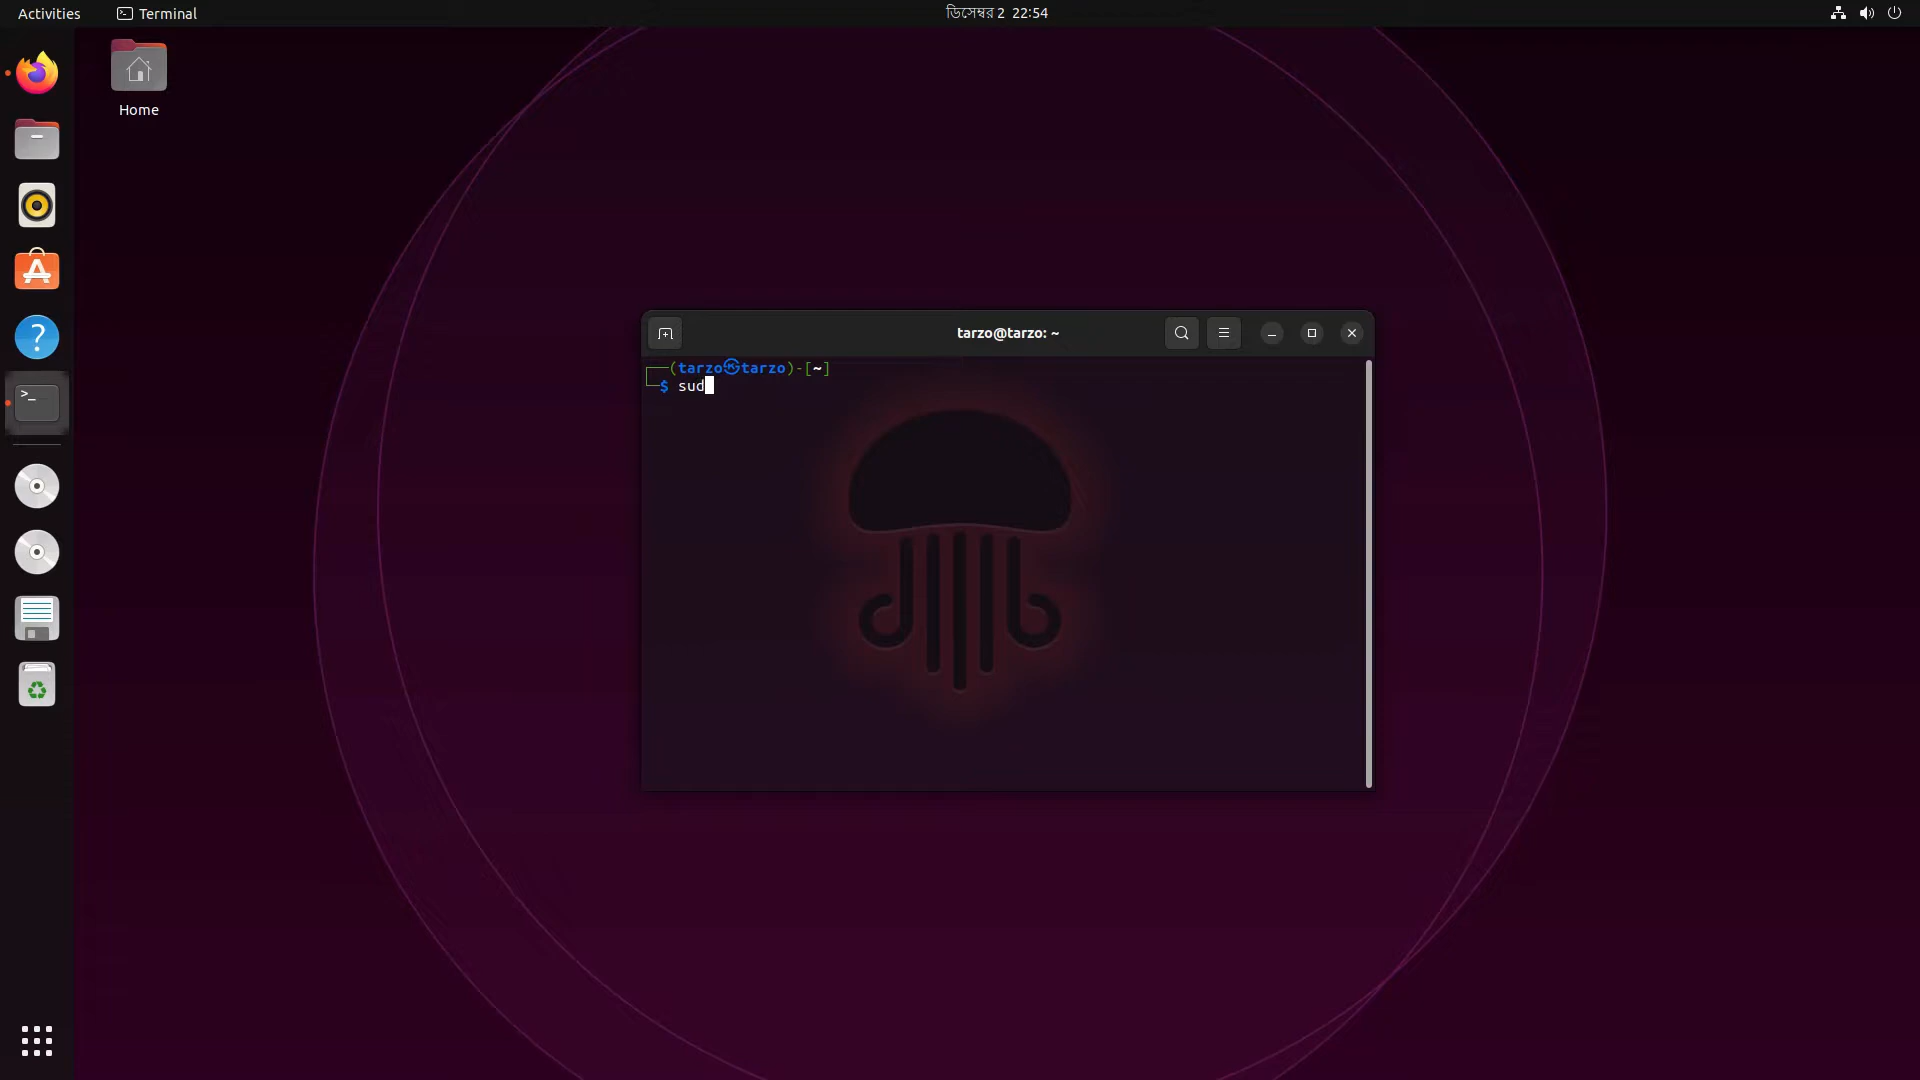 Activities
Terminal
ডিসেম্বর 2 22:54
Home
tarzo@tarzo: ~
┌──(tarzo㉿tarzo)-[~]
└─$ sud